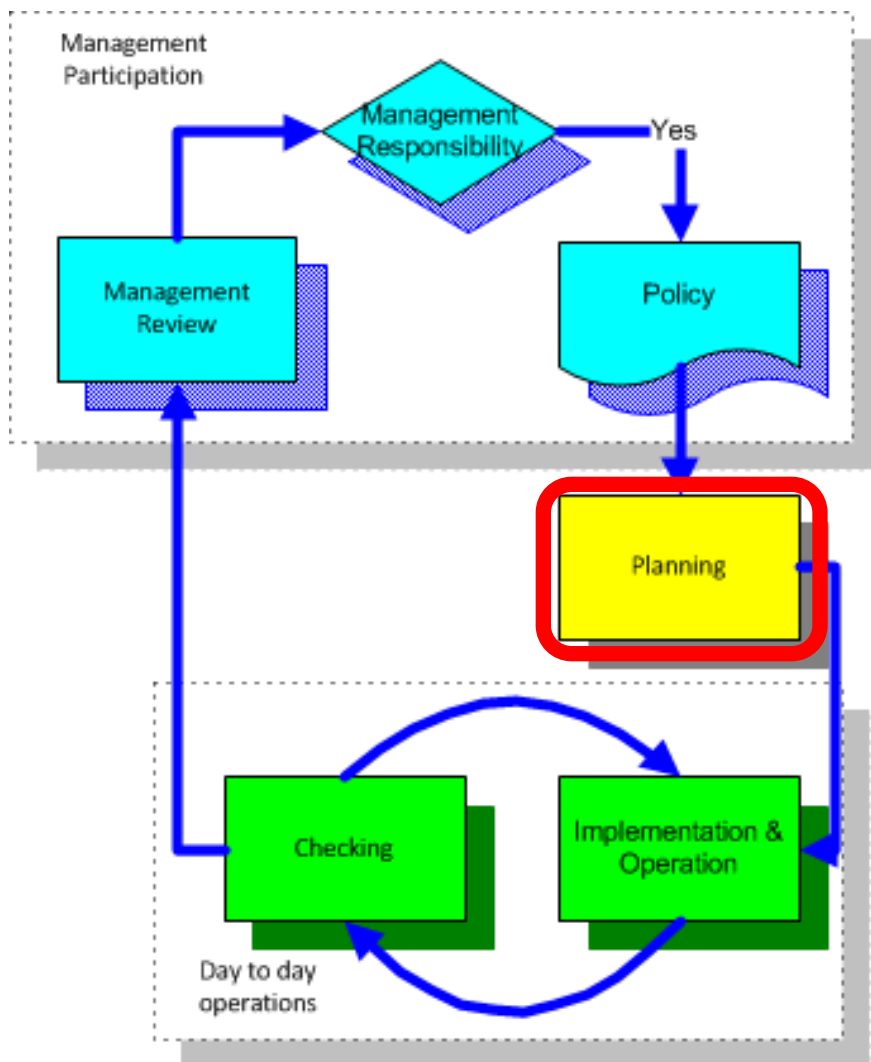 Management
Participation
Management
Responsibility
Yes
Management
Review
Policy
Planning
Checking
Implementation &
Operation
Day to day
operations